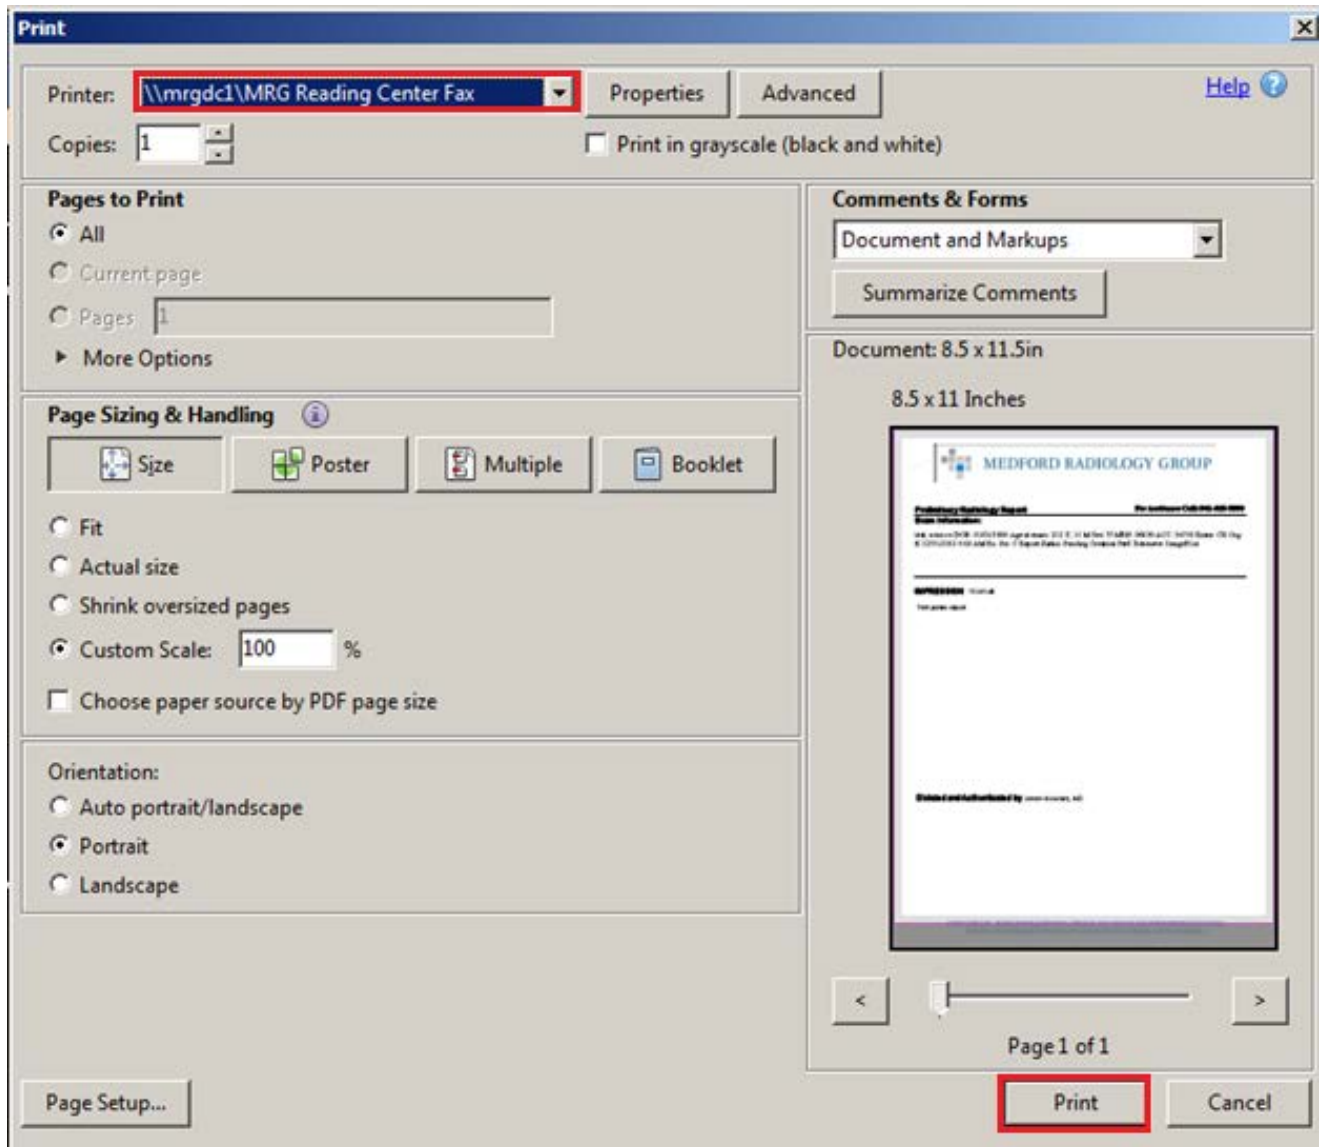 Print
Printer: \\mrgdc1\MRG Reading Center Fax Properties Advanced Help
Copies: 1 Print in grayscale (black and white)
Pages to Print
All
Current page
Pages 1
More Options
Page Sizing & Handling
Size Poster Multiple Booklet
Fit
Actual size
Shrink oversized pages
Custom Scale: 100 %
Choose paper source by PDF page size
Orientation:
Auto portrait/landscape
Portrait
Landscape
Comments & Forms
Document and Markups
Summarize Comments
Document: 8.5 x 11.5in
8.5 x 11 Inches
MEDFORD RADIOLOGY GROUP
Preliminary Radiology Report
IMPRESSION
< >
Page 1 of 1
Page Setup... Print Cancel